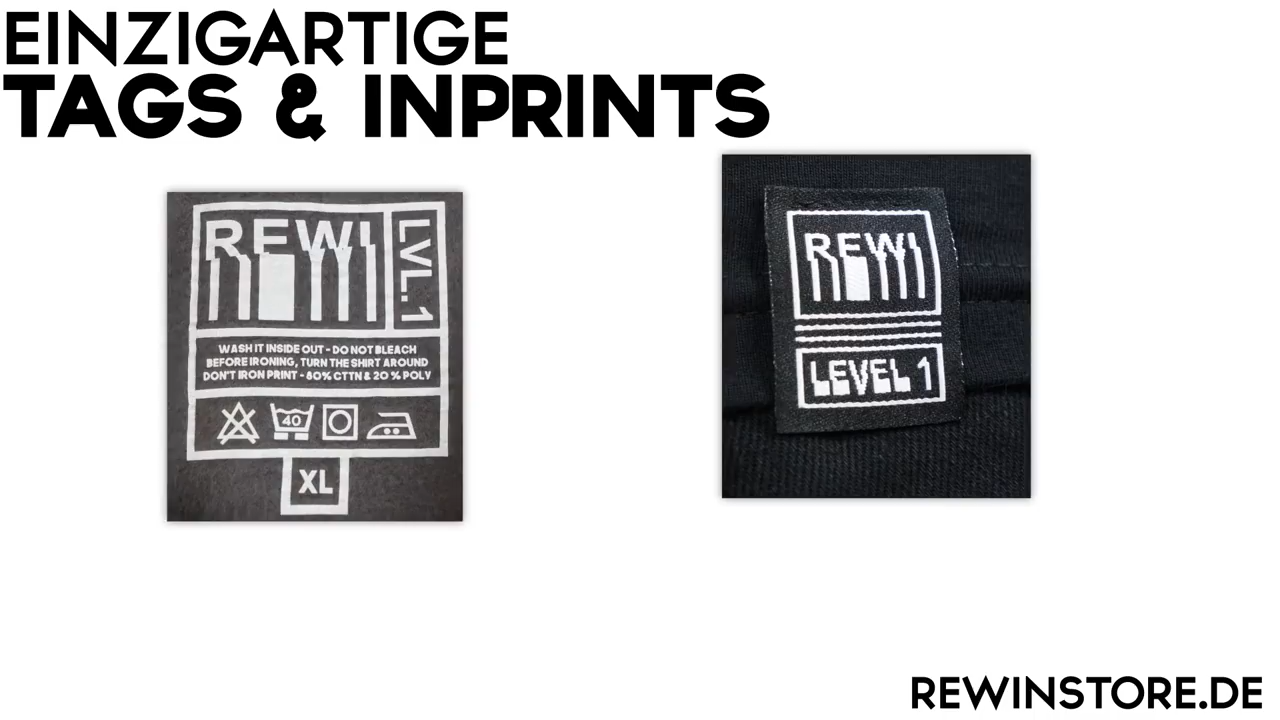 EINZIGARTIGE
TAGS & INPRINTS
REWI
LVL. 1
WASH IT INSIDE OUT - DO NOT BLEACH
BEFORE IRONING, TURN THE SHIRT AROUND
DON'T IRON PRINT - 80% CTTN & 20 % POLY
40
XL
REWI
LEVEL 1
REWINSTORE.DE